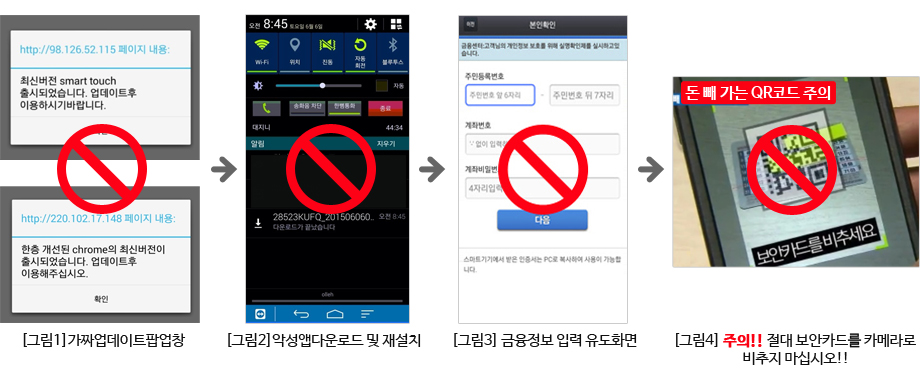 http://98.126.52.115 페이지 내용:
최신버전 smart touch
출시되었습니다. 업데이트후
이용하시기바랍니다.
http://220.102.17.148 페이지 내용:
한층 개선된 chrome의 최신버전이
출시되었습니다. 업데이트후
이용해주십시오.
확인
[그림1]가짜업데이트팝업창
오전 8:45 토요일 6월 6일
Wi-Fi
위치
진동
자동
회전
블루투스
자동
송화음 차단
한뼘통화
종료
대지니 44:34
알림 지우기
28523KUFQ_201506060.. 오전 8:45
다운로드가 끝났습니다
olleh
[그림2]악성앱다운로드 및 재설치
이전
본인확인
금융센터:고객님의 개인정보 보호를 위해 실명확인제를 실시하고있
습니다.
주민등록번호
주민번호 앞 6자리 - 주민번호 뒤 7자리
계좌번호
없이 입력
계좌비밀번
4자리입력
다음
스마트기기에서 받은 인증서는 PC로 복사하여 사용이 가능합
니다.
[그림3] 금융정보 입력 유도화면
돈 빼 가는 QR코드 주의
보안카드를 비추세요
[그림4] 주의!! 절대 보안카드를 카메라로
비추지 마십시오!!